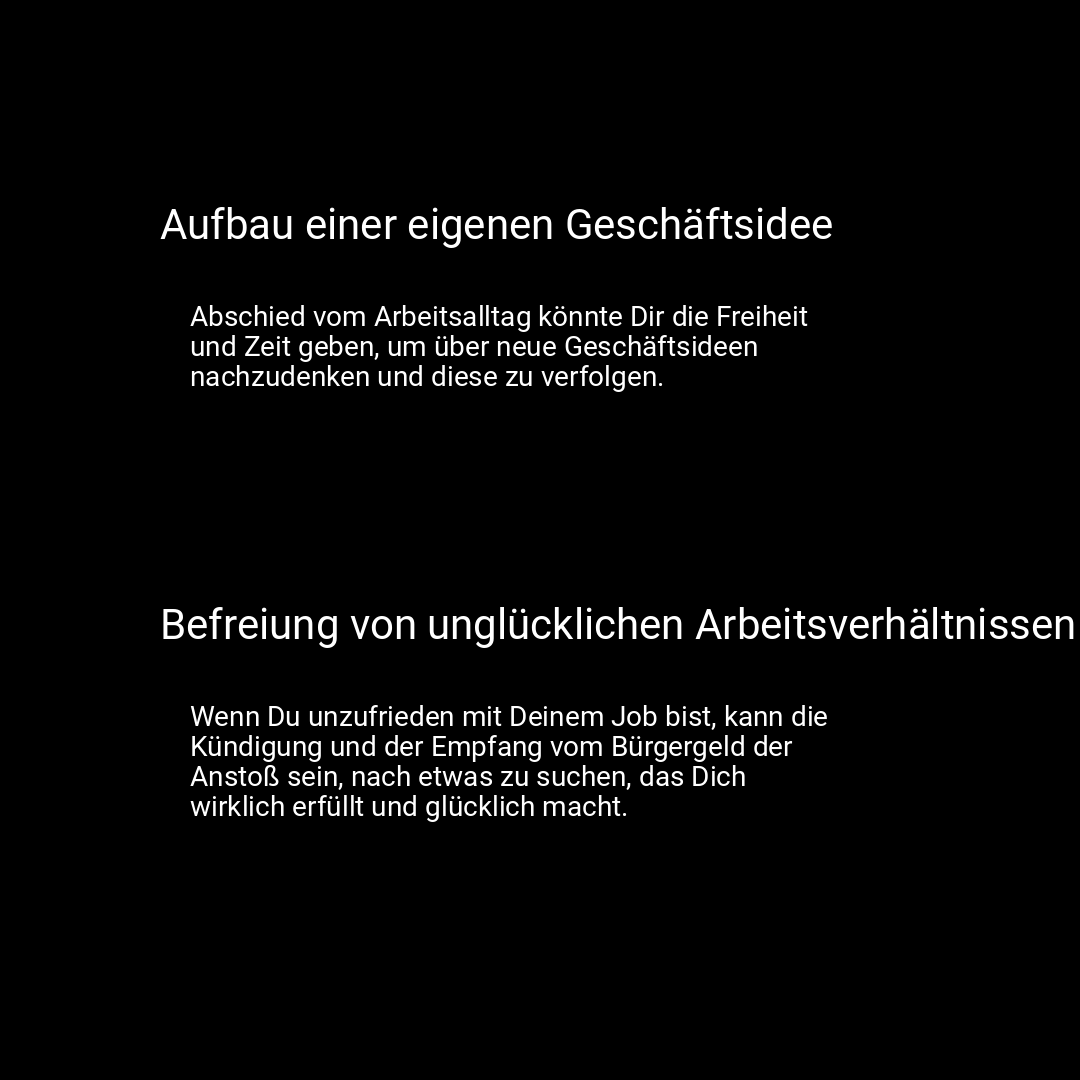 Aufbau einer eigenen Geschäftsidee
Abschied vom Arbeitsalltag könnte Dir die Freiheit
und Zeit geben, um über neue Geschäftsideen
nachzudenken und diese zu verfolgen.
Befreiung von unglücklichen Arbeitsverhältnissen
Wenn Du unzufrieden mit Deinem Job bist, kann die
Kündigung und der Empfang vom Bürgergeld der
Anstoß sein, nach etwas zu suchen, das Dich
wirklich erfüllt und glücklich macht.